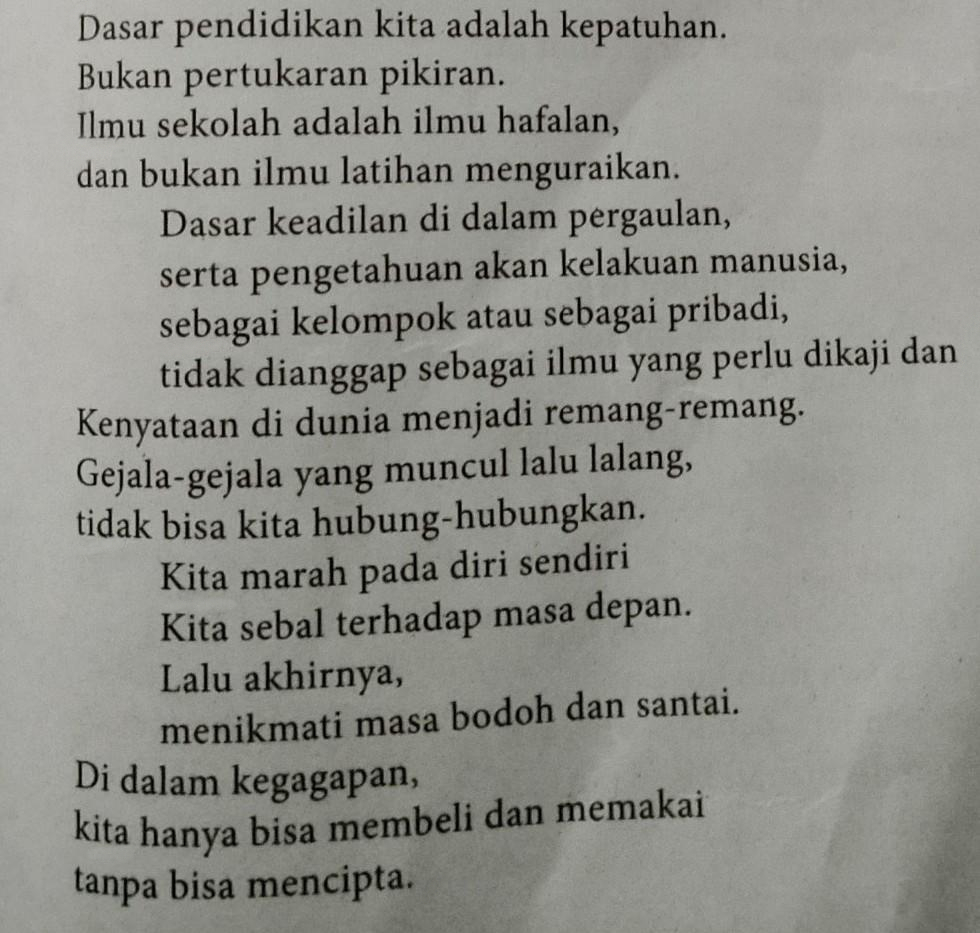 Dasar pendidikan kita adalah kepatuhan.
Bukan pertukaran pikiran.
Ilmu sekolah adalah ilmu hafalan,
dan bukan ilmu latihan menguraikan.
Dasar keadilan di dalam pergaulan,
serta pengetahuan akan kelakuan manusia,
sebagai kelompok atau sebagai pribadi,
tidak dianggap sebagai ilmu yang perlu dikaji dan
Kenyataan di dunia menjadi remang-remang.
Gejala-gejala yang muncul lalu lalang,
tidak bisa kita hubung-hubungkan.
Kita marah pada diri sendiri
Kita sebal terhadap masa depan.
Lalu akhirnya,
menikmati masa bodoh dan santai.
Di dalam kegagapan,
kita hanya bisa membeli dan memakai
tanpa bisa mencipta.